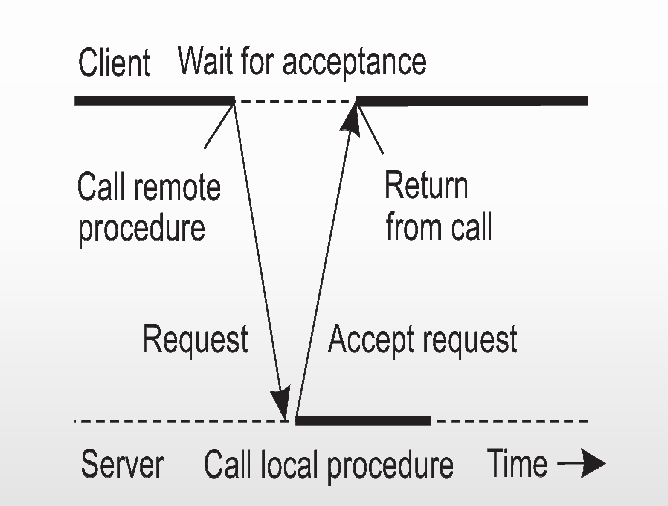 Client Wait for acceptance
Call remote
procedure
Return
from call
Request
Accept request
Server Call local procedure Time